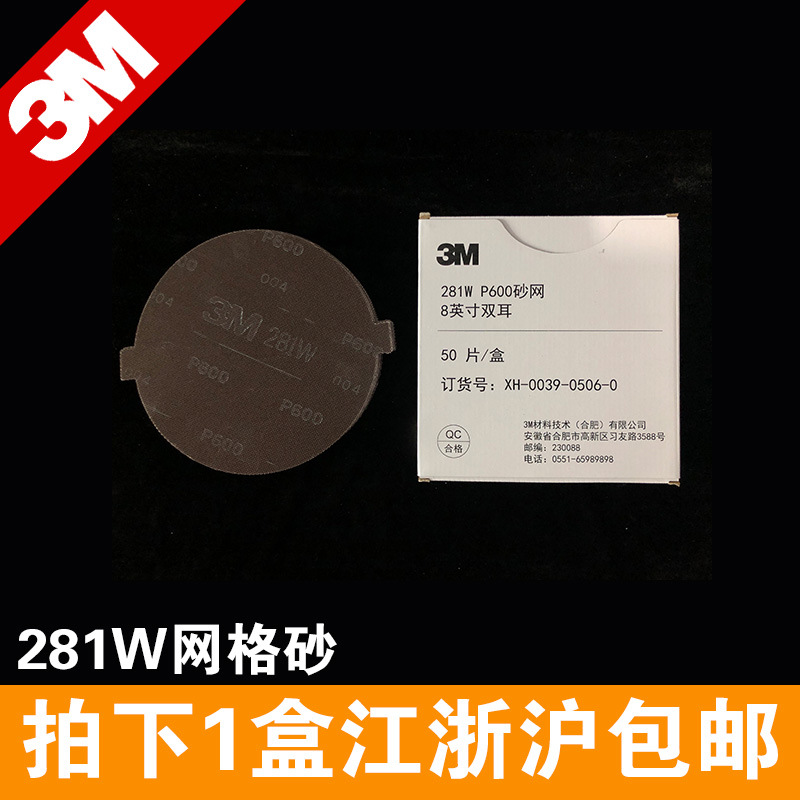 3M
P600
004
3M 281W
P600
004
P600
004
P600
P600
3M
281W P600砂网
8英寸双耳
50 片/盒
订货号：XH-0039-0506-0
QC
合格
3M材料技术（合肥）有限公司
安徽省合肥市高新区习友路3588号
邮编：230088
电话：0551-65989898
281W网格砂
拍下1盒江浙沪包邮